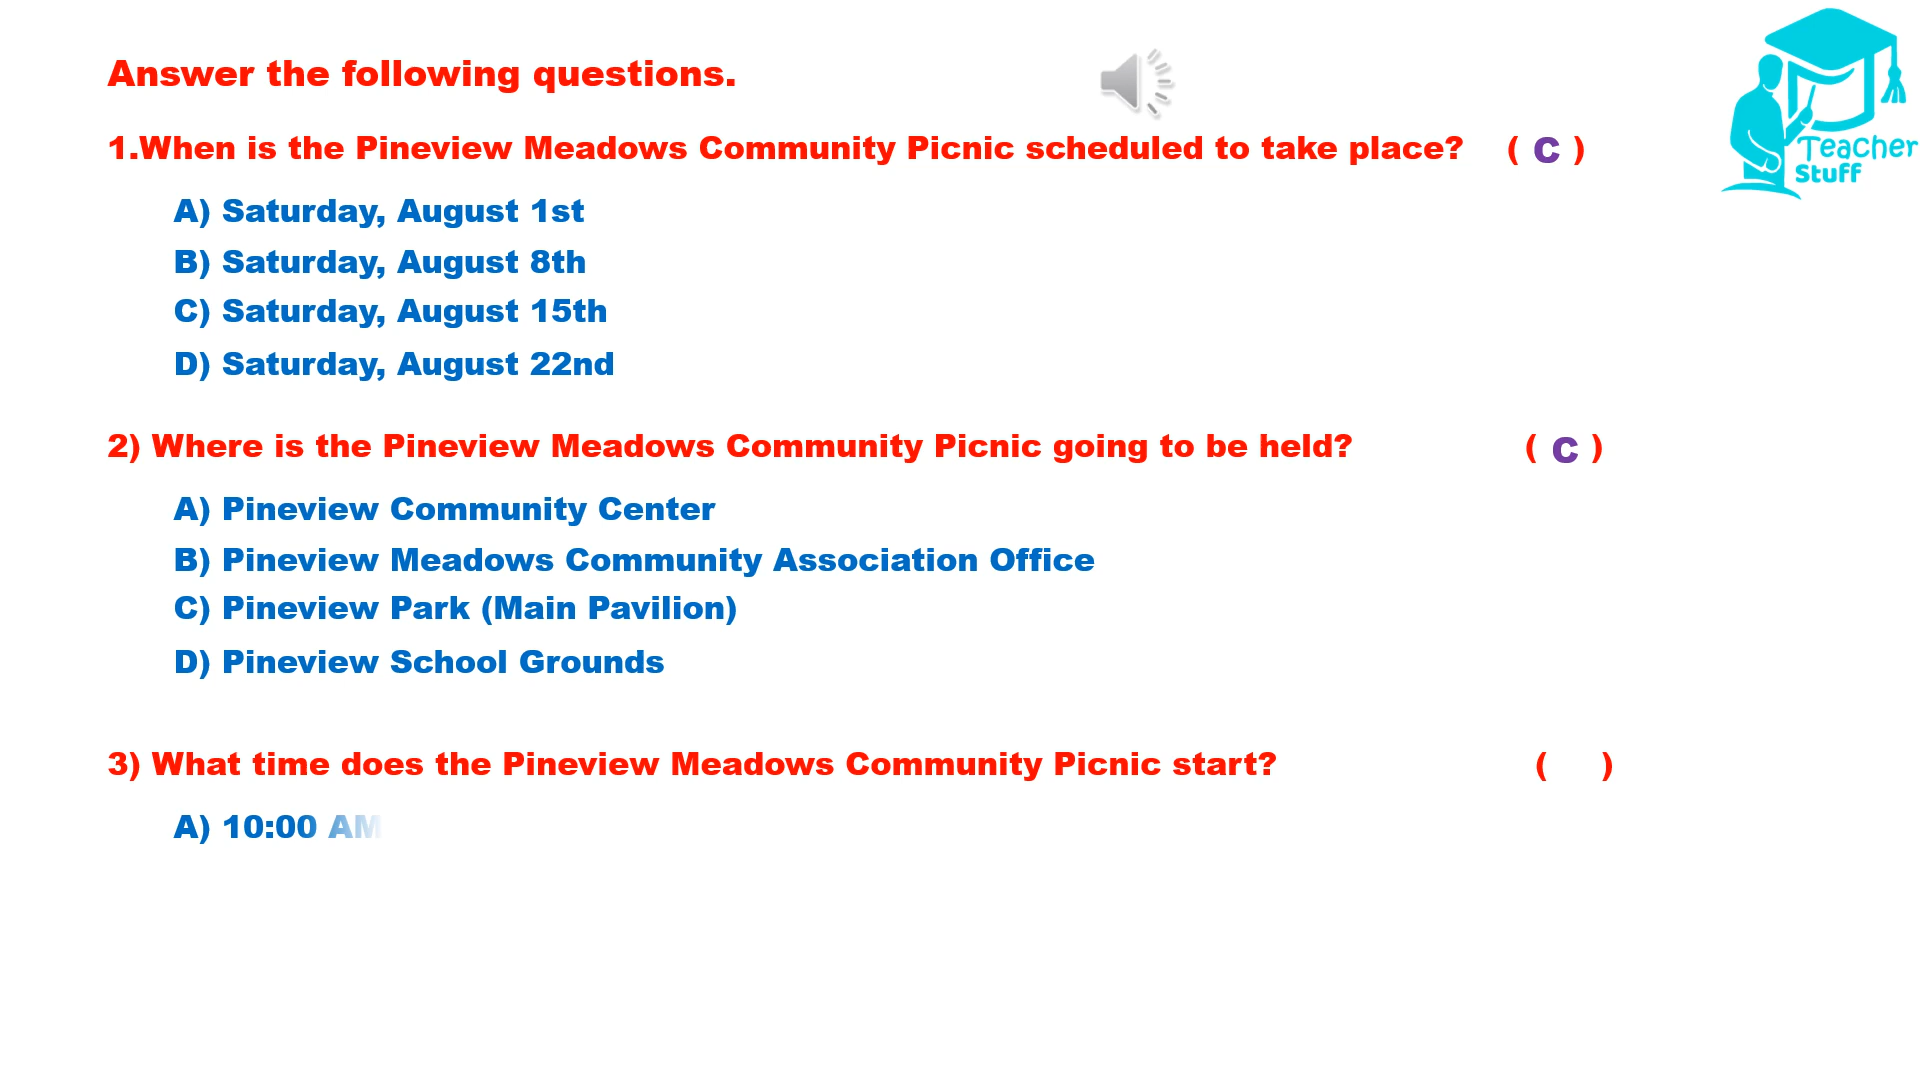 Answer the following questions.
1.When is the Pineview Meadows Community Picnic scheduled to take place? ( C )
A) Saturday, August 1st
B) Saturday, August 8th
C) Saturday, August 15th
D) Saturday, August 22nd
2) Where is the Pineview Meadows Community Picnic going to be held? ( C )
A) Pineview Community Center
B) Pineview Meadows Community Association Office
C) Pineview Park (Main Pavilion)
D) Pineview School Grounds
3) What time does the Pineview Meadows Community Picnic start? ( )
A) 10:00 AM
Teacher
Stuff